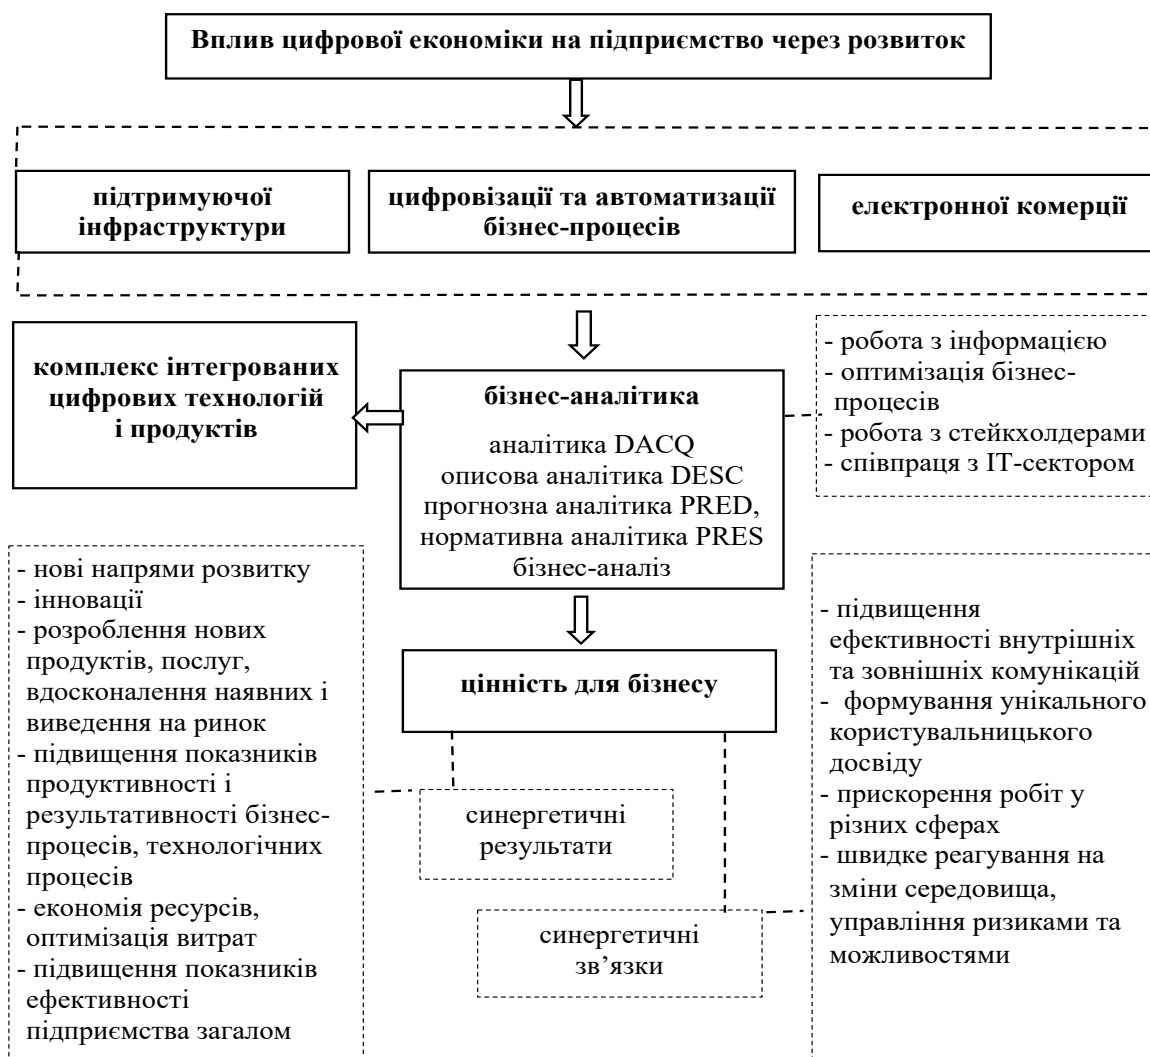 Вплив цифрової економіки на підприємство через розвиток
підтримуючої
інфраструктури
цифровізації та автоматизації
бізнес-процесів
електронної комерції
комплекс інтегрованих
цифрових технологій
і продуктів
бізнес-аналітика
аналітика DACQ
описова аналітика DESC
прогнозна аналітика PRED,
нормативна аналітика PRES
бізнес-аналіз
- робота з інформацією
- оптимізація бізнес-
процесів
- робота з стейкхолдерами
- співпраця з ІТ-сектором
цінність для бізнесу
- нові напрями розвитку
- інновації
- розроблення нових
продуктів, послуг,
вдосконалення наявних і
виведення на ринок
- підвищення показників
продуктивності і
результативності бізнес-
процесів, технологічних
процесів
- економія ресурсів,
оптимізація витрат
- підвищення показників
ефективності
підприємства загалом
синергетичні
результати
синергетичні
зв’язки
- підвищення
ефективності внутрішніх
та зовнішніх комунікацій
- формування унікального
користувальницького
досвіду
- прискорення робіт у
різних сферах
- швидке реагування на
зміни середовища,
управління ризиками та
можливостями